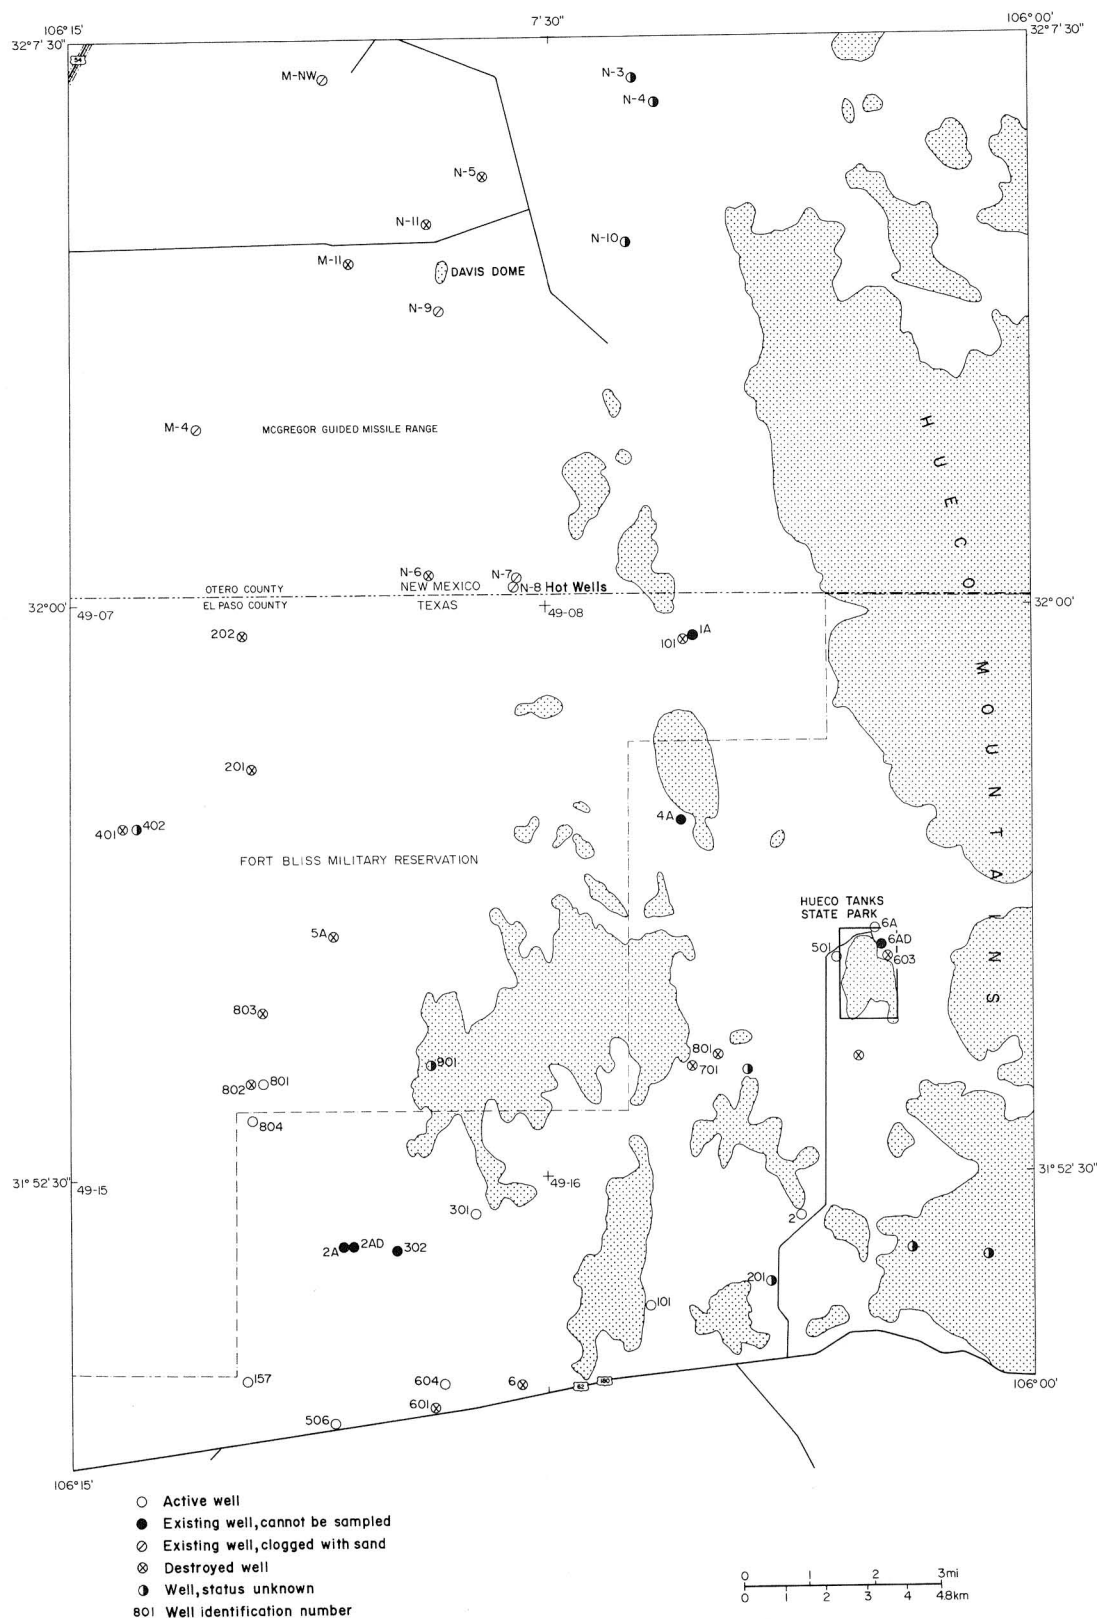 106° 15'
7' 30"
106° 00'
32° 7' 30"
32° 7' 30"
54
M-NW
N-3
N-4
N-5
N-11
N-10
M-11
DAVIS DOME
N-9
M-4
MCGREGOR GUIDED MISSILE RANGE
HUECO MOUNTAINS
N-6
N-7
NEW MEXICO
N-8 Hot Wells
OTERO COUNTY
EL PASO COUNTY
TEXAS
32° 00'
49-07
49-08
32° 00'
202
101
1A
201
401
402
4A
FORT BLISS MILITARY RESERVATION
HUECO TANKS
STATE PARK
6A
5A
501
6AD
603
803
801
901
701
802
801
804
31° 52' 30"
49-15
49-16
31° 52' 30"
301
2
2A
2AD
302
201
101
157
604
6
62
180
106° 00'
601
506
106° 15'
Active well
Existing well, cannot be sampled
Existing well, clogged with sand
Destroyed well
Well, status unknown
801 Well identification number
0 1 2 3mi
0 1 2 3 4 4.8km